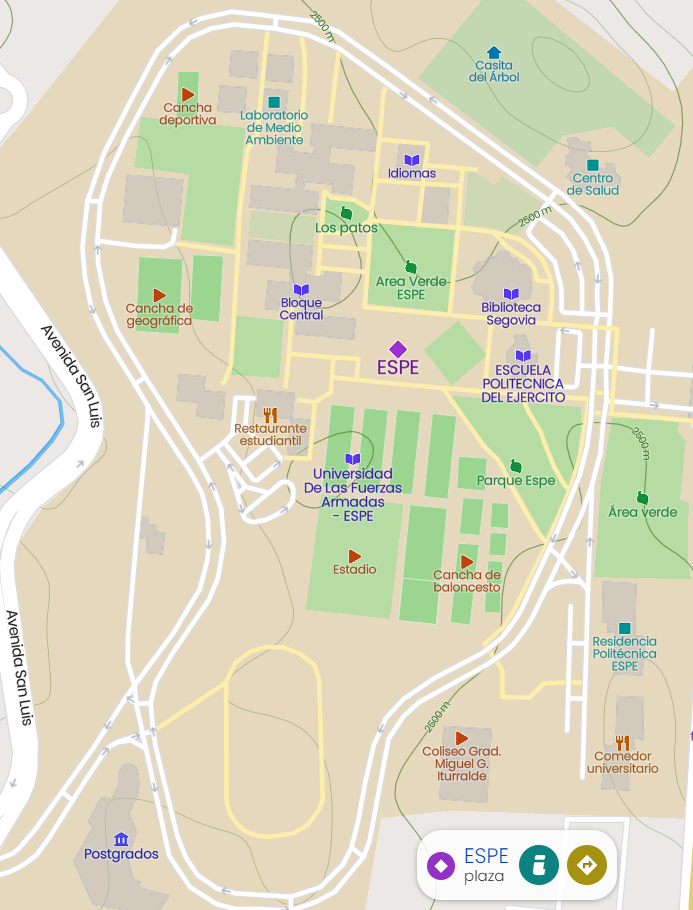 2500 m
Casita
del Árbol
Cancha
deportiva
Laboratorio
de Medio
Ambiente
Idiomas
Centro
de Salud
2500 m
Los patos
Area Verde
ESPE
Cancha de
geográfica
Bloque
Central
Biblioteca
Segovia
Avenida San Luis
ESPE
ESCUELA
POLITECNICA
DEL EJERCITO
Restaurante
estudiantil
2500 m
Universidad
De Las Fuerzas
Armadas
- ESPE
Parque Espe
Área verde
Estadio
Cancha de
baloncesto
Avenida San Luis
Residencia
Politécnica
ESPE
2500 m
Coliseo Grad.
Miguel G.
Iturralde
Comedor
universitario
Postgrados
ESPE
plaza